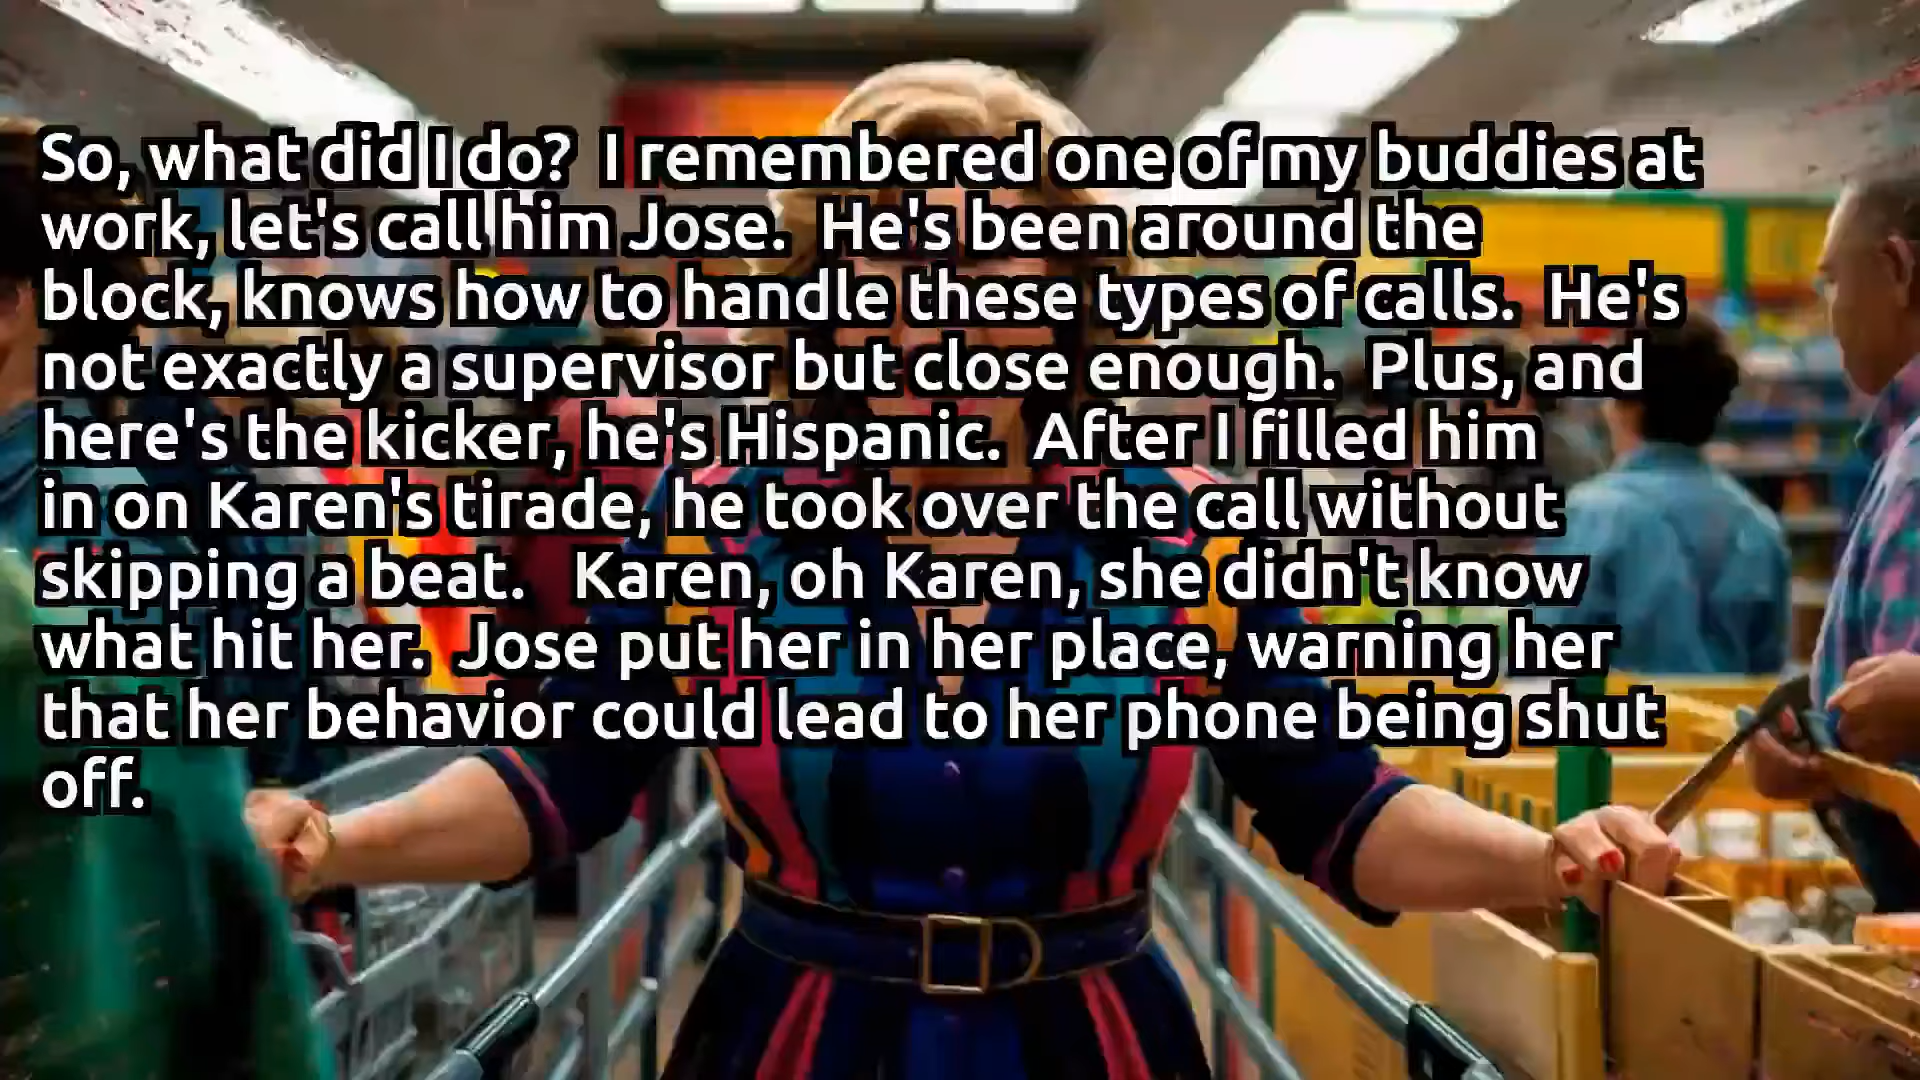 So, what did I do?  I remembered one of my buddies at
work, let's call him Jose.  He's been around the
block, knows how to handle these types of calls.  He's
not exactly a supervisor but close enough.  Plus, and
here's the kicker, he's Hispanic.  After I filled him
in on Karen's tirade, he took over the call without
skipping a beat.   Karen, oh Karen, she didn't know
what hit her.  Jose put her in her place, warning her
that her behavior could lead to her phone being shut
off.